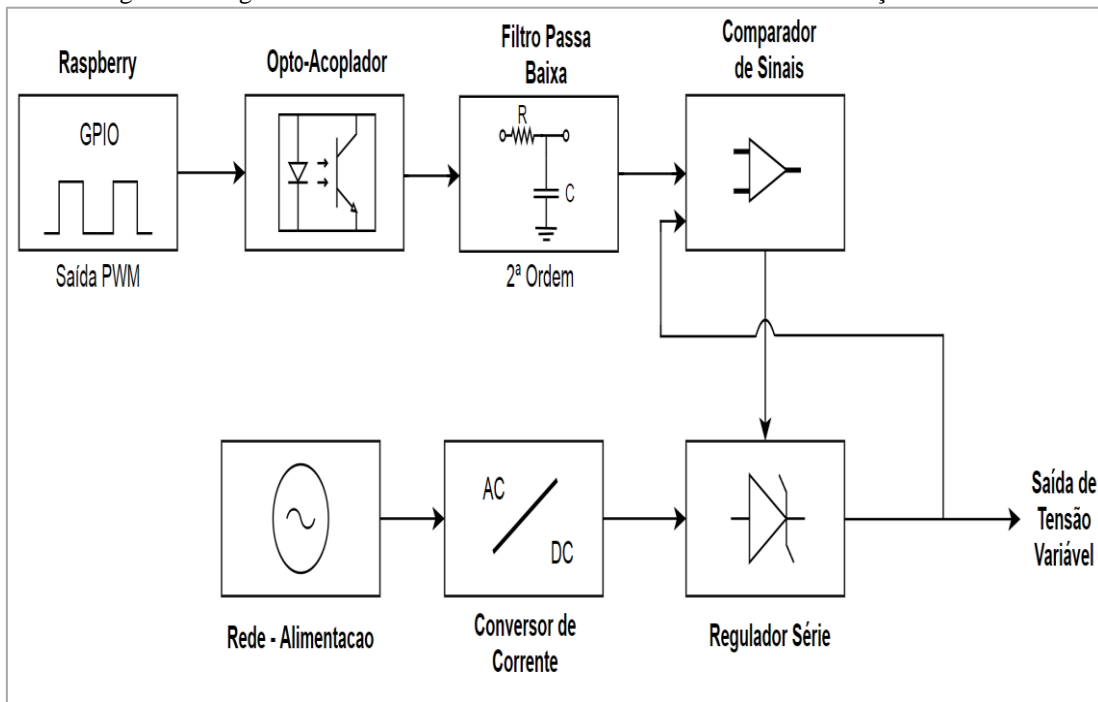 Raspberry
Opto-Acoplador
Filtro Passa
Baixa
Comparador
de Sinais
GPIO
R
C
Saída PWM
2ª Ordem
AC
DC
Saída de
Tensão
Variável
Rede - Alimentacao
Conversor de
Corrente
Regulador Série